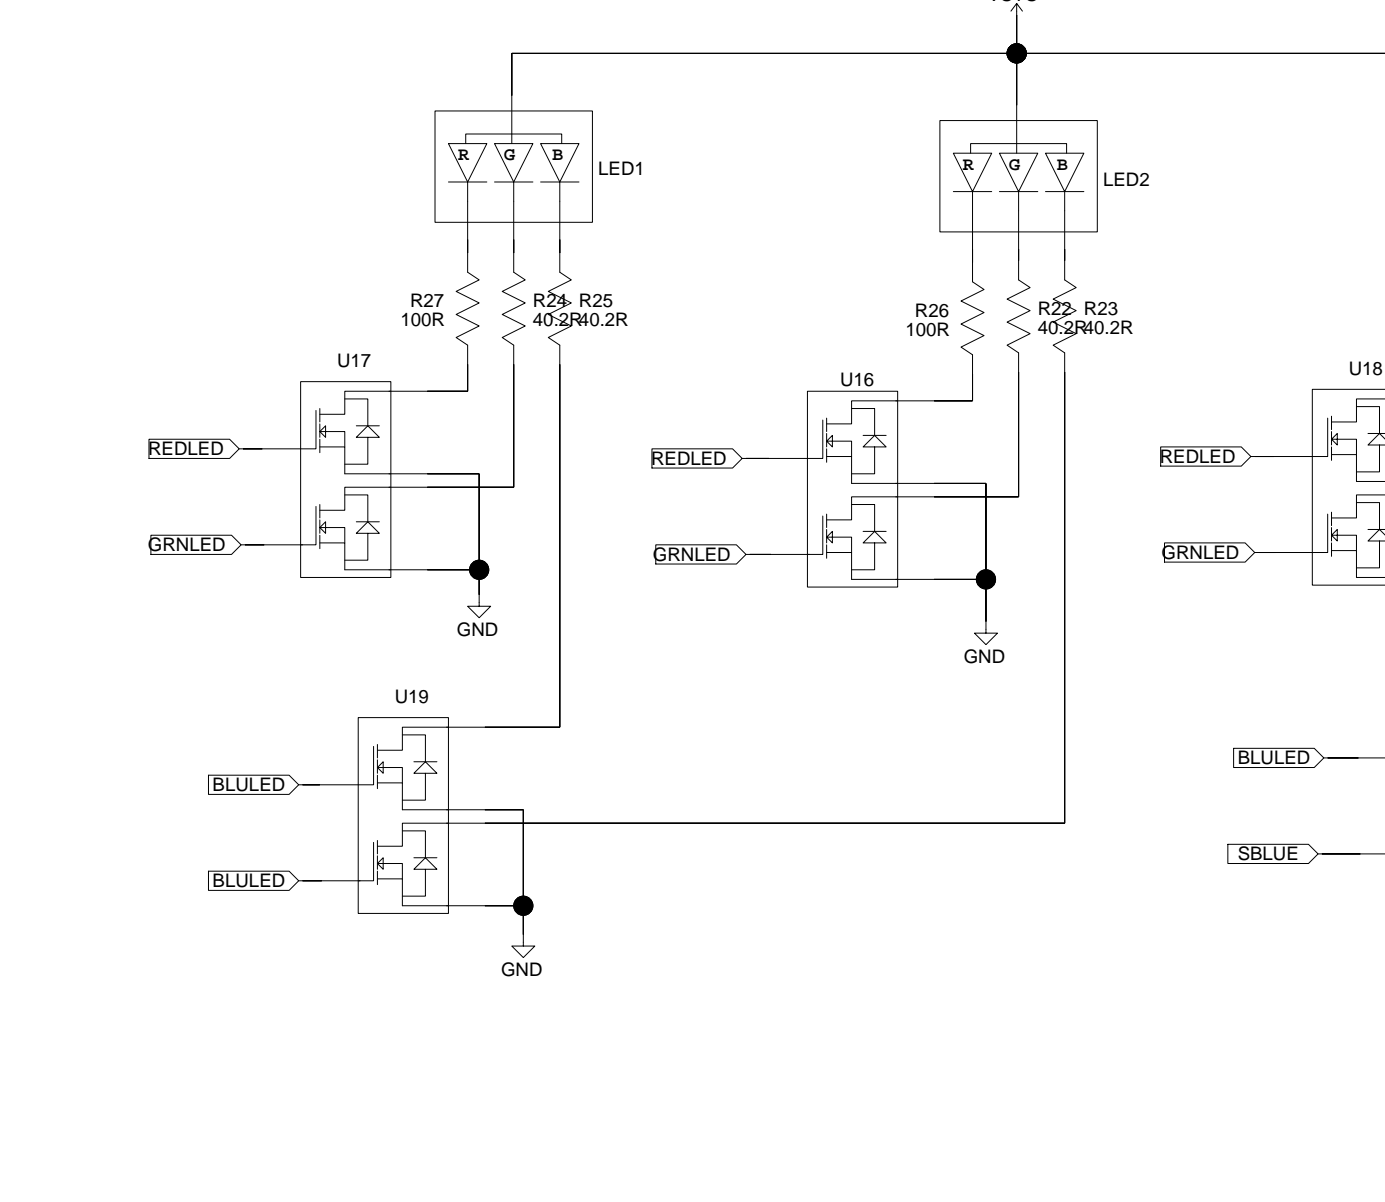 R
G
B
LED1
R
G
B
LED2
R27
100R
R24
40.2R
R25
40.2R
R26
100R
R22
40.2R
R23
40.2R
U17
U16
U18
REDLED
REDLED
REDLED
GRNLED
GRNLED
GRNLED
GND
GND
U19
BLULED
BLULED
BLULED
SBLUE
GND